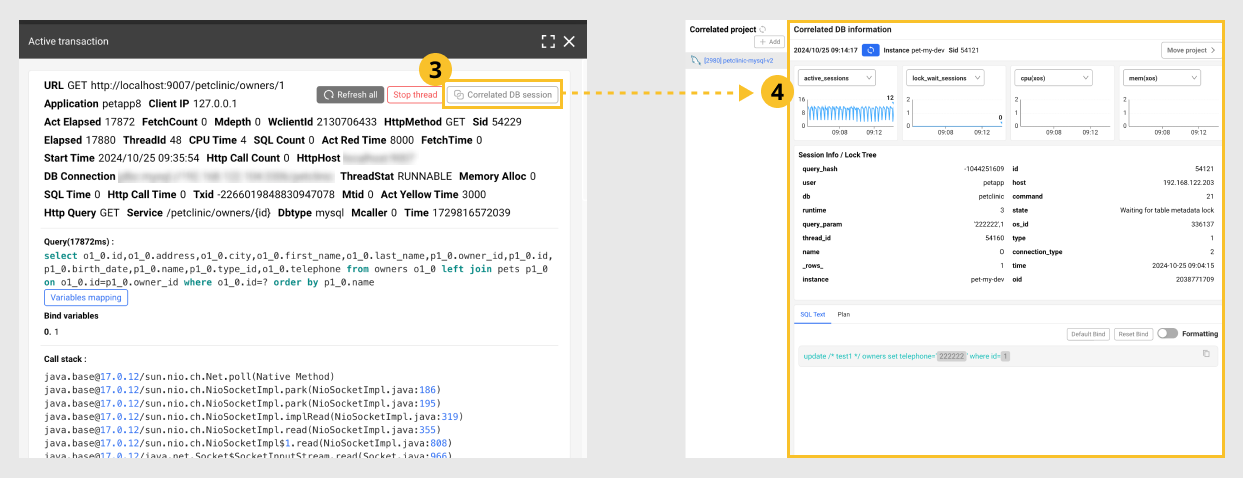 Active transaction
URL GET http://localhost:9007/petclinic/owners/1
Refresh all
Stop thread
Correlated DB session
3
Application petapp8 Client IP 127.0.0.1
Act Elapsed 17872 FetchCount 0 Mdepth 0 WclientId 2130706433 HttpMethod GET Sid 54229
Elapsed 17880 ThreadId 48 CPU Time 4 SQL Count 0 Act Red Time 8000 FetchTime 0
Start Time 2024/10/25 09:35:54 Http Call Count 0 HttpHost
DB Connection ThreadStat RUNNABLE Memory Alloc 0
SQL Time 0 Http Call Time 0 Txid -2266019848830947078 Mtid 0 Act Yellow Time 3000
Http Query GET Service /petclinic/owners/{id} Dbtype mysql Mcaller 0 Time 1729816572039
Query(17872ms) :
select o1_0.id,o1_0.address,o1_0.city,o1_0.first_name,o1_0.last_name,p1_0.owner_id,p1_0.id,
p1_0.birth_date,p1_0.name,p1_0.type_id,o1_0.telephone from owners o1_0 left join pets p1_0
on o1_0.id=p1_0.owner_id where o1_0.id=? order by p1_0.name
Variables mapping
Bind variables
0. 1
Call stack :
java.base@17.0.12/sun.nio.ch.Net.poll(Native Method)
java.base@17.0.12/sun.nio.ch.NioSocketImpl.park(NioSocketImpl.java:186)
java.base@17.0.12/sun.nio.ch.NioSocketImpl.park(NioSocketImpl.java:195)
java.base@17.0.12/sun.nio.ch.NioSocketImpl.implRead(NioSocketImpl.java:319)
java.base@17.0.12/sun.nio.ch.NioSocketImpl.read(NioSocketImpl.java:355)
java.base@17.0.12/sun.nio.ch.NioSocketImpl$1.read(NioSocketImpl.java:808)
java.base@17.0.12/java.net.Socket$SocketInputStream.read(Socket.java:966)
4
Correlated project
+ Add
[2980] petclinic-mysql-v2
Correlated DB information
2024/10/25 09:14:17 Instance pet-my-dev Sid 54121
Move project
active_sessions
16
8
0
12
09:08 09:12
lock_wait_sessions
2
1
0
0
09:08 09:12
cpu(xos)
2
1
0
09:08 09:12
mem(xos)
2
1
0
09:08 09:12
Session Info / Lock Tree
query_hash -1044251609 id 54121
user petapp host 192.168.122.203
db petclinic command 21
runtime 3 state Waiting for table metadata lock
query_param '222222',1 os_id 336137
thread_id 54160 type 1
name 0 connection_type 2
_rows_ 1 time 2024-10-25 09:04:15
instance pet-my-dev oid 2038771709
SQL Text Plan
Default Bind Reset Bind Formatting
update /* test1 */ owners set telephone='222222' where id=1